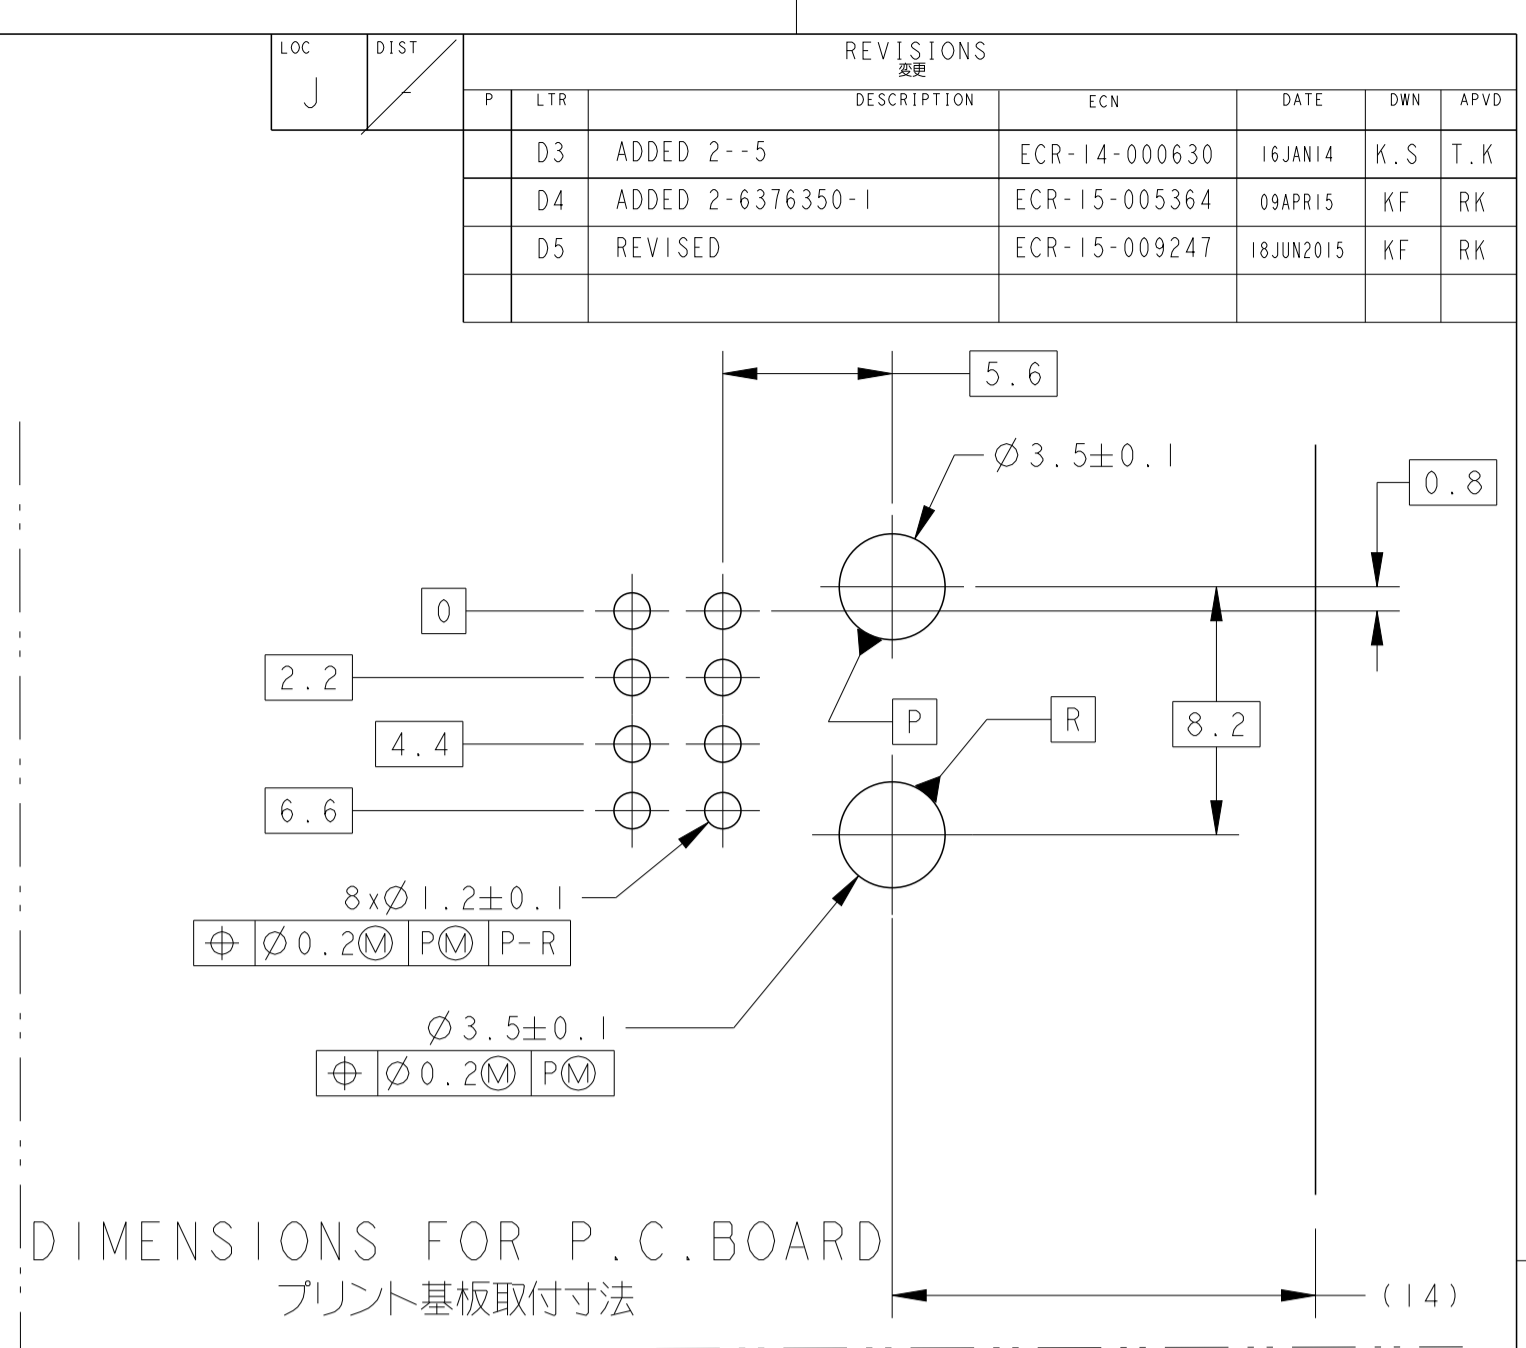 LOC DIST REVISIONS
変更
J -
P LTR DESCRIPTION ECN DATE DWN APVD
D3 ADDED 2--5 ECR-14-000630 16JAN14 K.S T.K
D4 ADDED 2-6376350-1 ECR-15-005364 09APR15 KF RK
D5 REVISED ECR-15-009247 18JUN2015 KF RK
5.6
Ø3.5±0.1
0.8
0
2.2
P R 8.2
4.4
6.6
8xØ1.2±0.1
⌖ Ø0.2Ⓜ PⓂ P-R
Ø3.5±0.1
⌖ Ø0.2Ⓜ PⓂ
DIMENSIONS FOR P.C.BOARD
プリント基板取付寸法
(14)